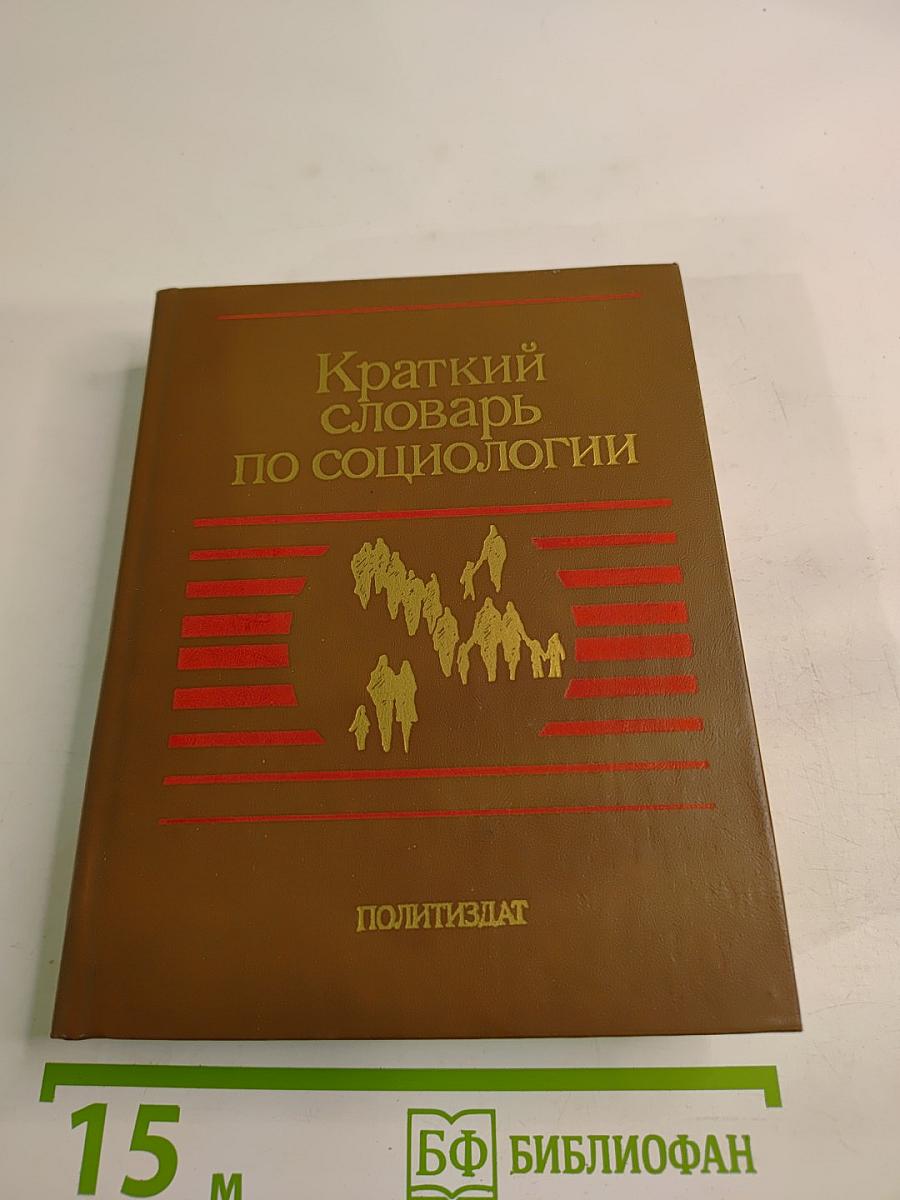 Краткий
словарь
по социологии
ПОЛИТИЗДАТ
15 м
БФ БИБЛИОФАН